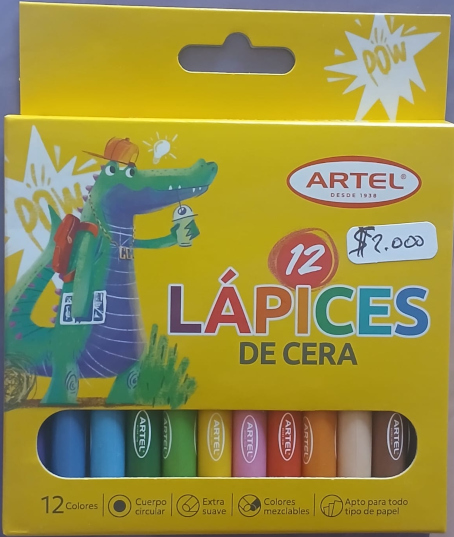 POW
POW
ARTEL®
DESDE 1938
12
$2.000
LÁPICES
DE CERA
ARTEL
ARTEL
ARTEL
ARTEL
ARTEL
ARTEL
ARTEL
12 Colores
Cuerpo
circular
Extra
suave
Colores
mezclables
Apto para todo
tipo de papel